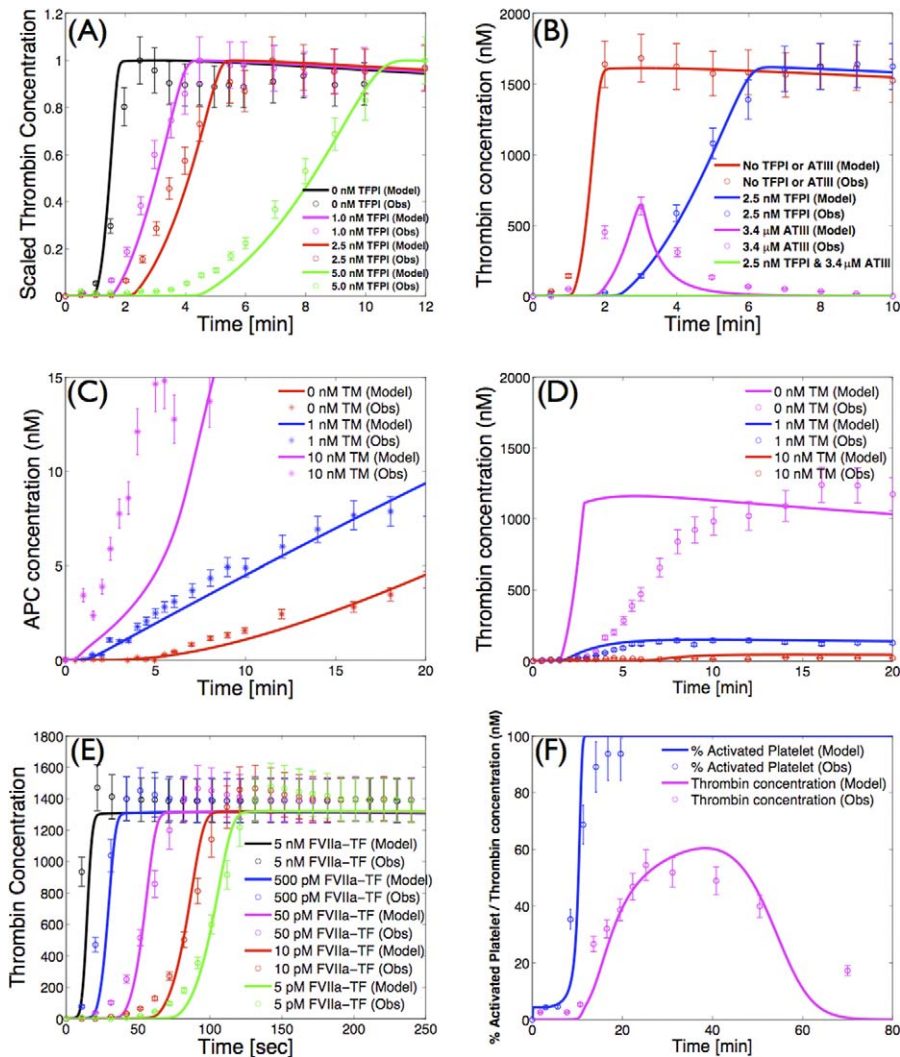 (A)
Scaled Thrombin Concentration
1.2
1
0.8
0.6
0.4
0.2
0
0 2 4 6 8 10 12
Time [min]
0 nM TFPI (Model)
0 nM TFPI (Obs)
1.0 nM TFPI (Model)
1.0 nM TFPI (Obs)
2.5 nM TFPI (Model)
2.5 nM TFPI (Obs)
5.0 nM TFPI (Model)
5.0 nM TFPI (Obs)
(B)
Thrombin concentration (nM)
2000
1500
1000
500
0
0 2 4 6 8 10
Time [min]
No TFPI or ATIII (Model)
No TFPI or ATIII (Obs)
2.5 nM TFPI (Model)
2.5 nM TFPI (Obs)
3.4 μM ATIII (Model)
3.4 μM ATIII (Obs)
2.5 nM TFPI & 3.4 μM ATIII
(C)
APC concentration (nM)
15
10
5
0
0 5 10 15 20
Time [min]
0 nM TM (Model)
0 nM TM (Obs)
1 nM TM (Model)
1 nM TM (Obs)
10 nM TM (Model)
10 nM TM (Obs)
(D)
Thrombin concentration (nM)
2000
1500
1000
500
0
0 5 10 15 20
Time [min]
0 nM TM (Model)
0 nM TM (Obs)
1 nM TM (Model)
1 nM TM (Obs)
10 nM TM (Model)
10 nM TM (Obs)
(E)
Thrombin Concentration
1800
1600
1400
1200
1000
800
600
400
200
0
0 50 100 150 200 250
Time [sec]
5 nM FVIIa–TF (Model)
5 nM FVIIa–TF (Obs)
500 pM FVIIa–TF (Model)
500 pM FVIIa–TF (Obs)
50 pM FVIIa–TF (Model)
50 pM FVIIa–TF (Obs)
10 pM FVIIa–TF (Model)
10 pM FVIIa–TF (Obs)
5 pM FVIIa–TF (Model)
5 pM FVIIa–TF (Obs)
(F)
% Activated Platelet / Thrombin concentration (nM)
100
80
60
40
20
0
0 20 40 60 80
Time [min]
% Activated Platelet (Model)
% Activated Platelet (Obs)
Thrombin concentration (Model)
Thrombin concentration (Obs)